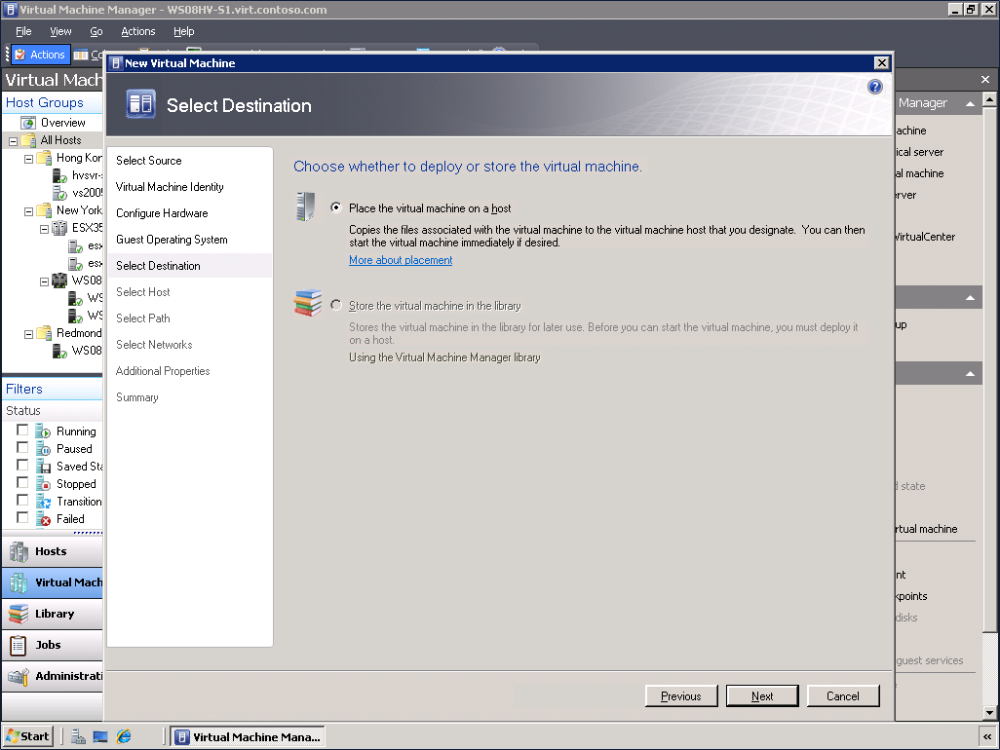 Virtual Machine Manager - WS08HV-S1.virt.contoso.com
File View Go Actions Help
Actions
Virtual Mach
Host Groups
Overview
All Hosts
Hong Kon
hvsvr-
vs2005
New York
ESX35
es
es
WS08
WS
WS
Redmond
WS08
Filters
Status
Running
Paused
Saved Sta
Stopped
Transition
Failed
Hosts
Virtual Mach
Library
Jobs
Administrati
New Virtual Machine
Select Destination
Select Source
Virtual Machine Identity
Configure Hardware
Guest Operating System
Select Destination
Select Host
Select Path
Select Networks
Additional Properties
Summary
Choose whether to deploy or store the virtual machine.
Place the virtual machine on a host
Copies the files associated with the virtual machine to the virtual machine host that you designate. You can then
start the virtual machine immediately if desired.
More about placement
Store the virtual machine in the library
Stores the virtual machine in the library for later use. Before you can start the virtual machine, you must deploy it
on a host.
Using the Virtual Machine Manager library
Previous Next Cancel
Manager
achine
ical server
al machine
erver
VirtualCenter
up
d state
rtual machine
nt
kpoints
disks
guest services
Start
Virtual Machine Mana...